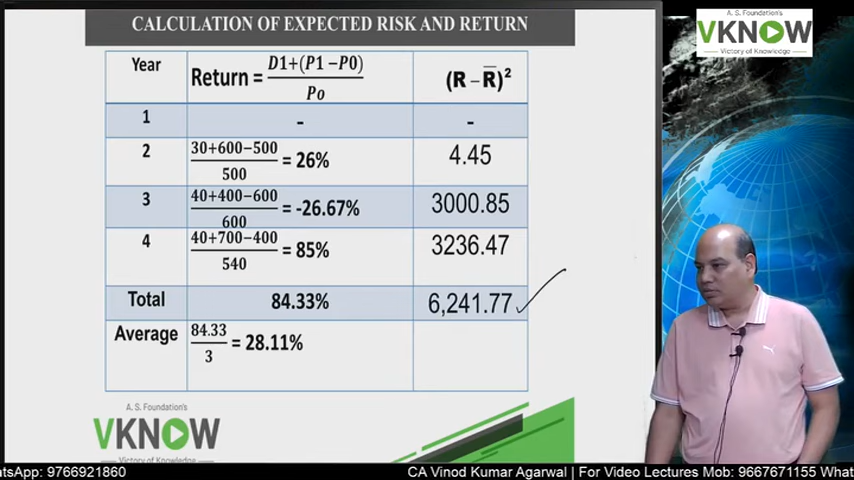 CALCULATION OF EXPECTED RISK AND RETURN
A. S. Foundation's
VKNOW
Victory of Knowledge
Year Return = D1+(P1 −P0) / Po (R – R̅)²
1 - -
2 30+600−500 / 500 = 26% 4.45
3 40+400−600 / 600 = -26.67% 3000.85
4 40+700−400 / 540 = 85% 3236.47
Total 84.33% 6,241.77
Average 84.33 / 3 = 28.11%
A. S. Foundation's
VKNOW
Victory of Knowledge
atsApp: 9766921860 CA Vinod Kumar Agarwal | For Video Lectures Mob: 9667671155 What